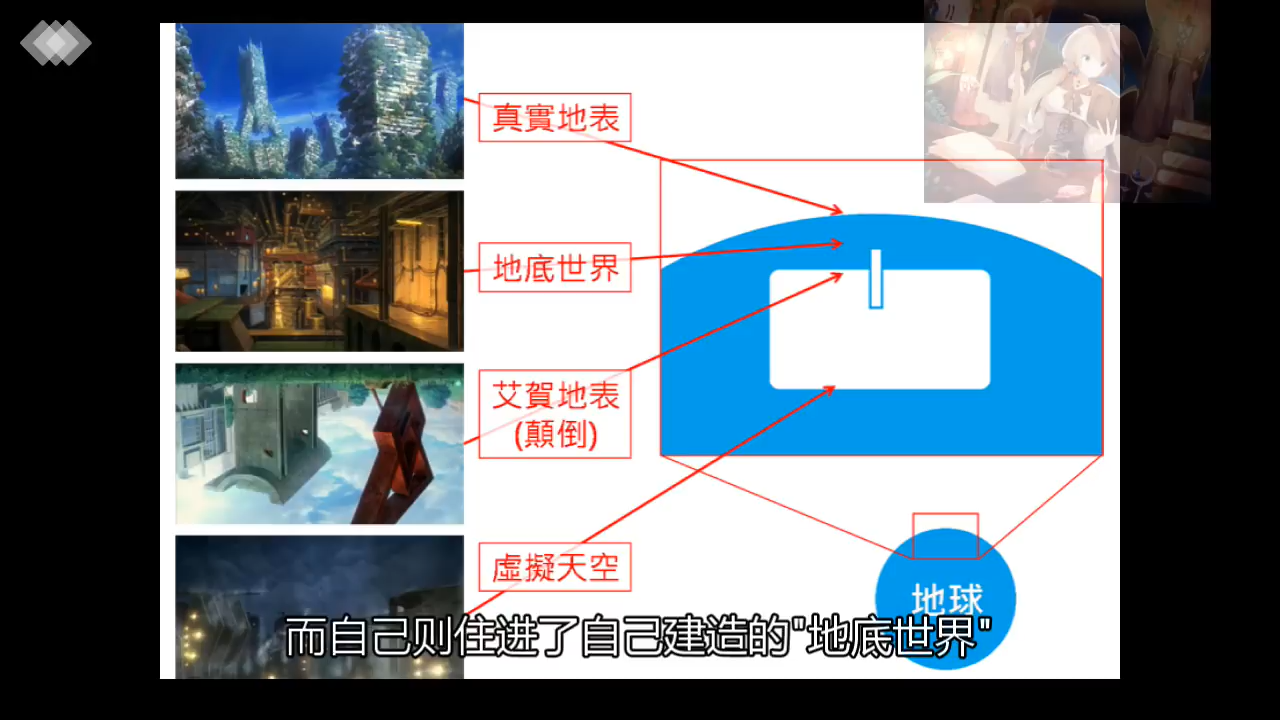 真實地表
地底世界
艾賀地表
(顛倒)
虛擬天空
地球
而自己则住进了自己建造的"地底世界"